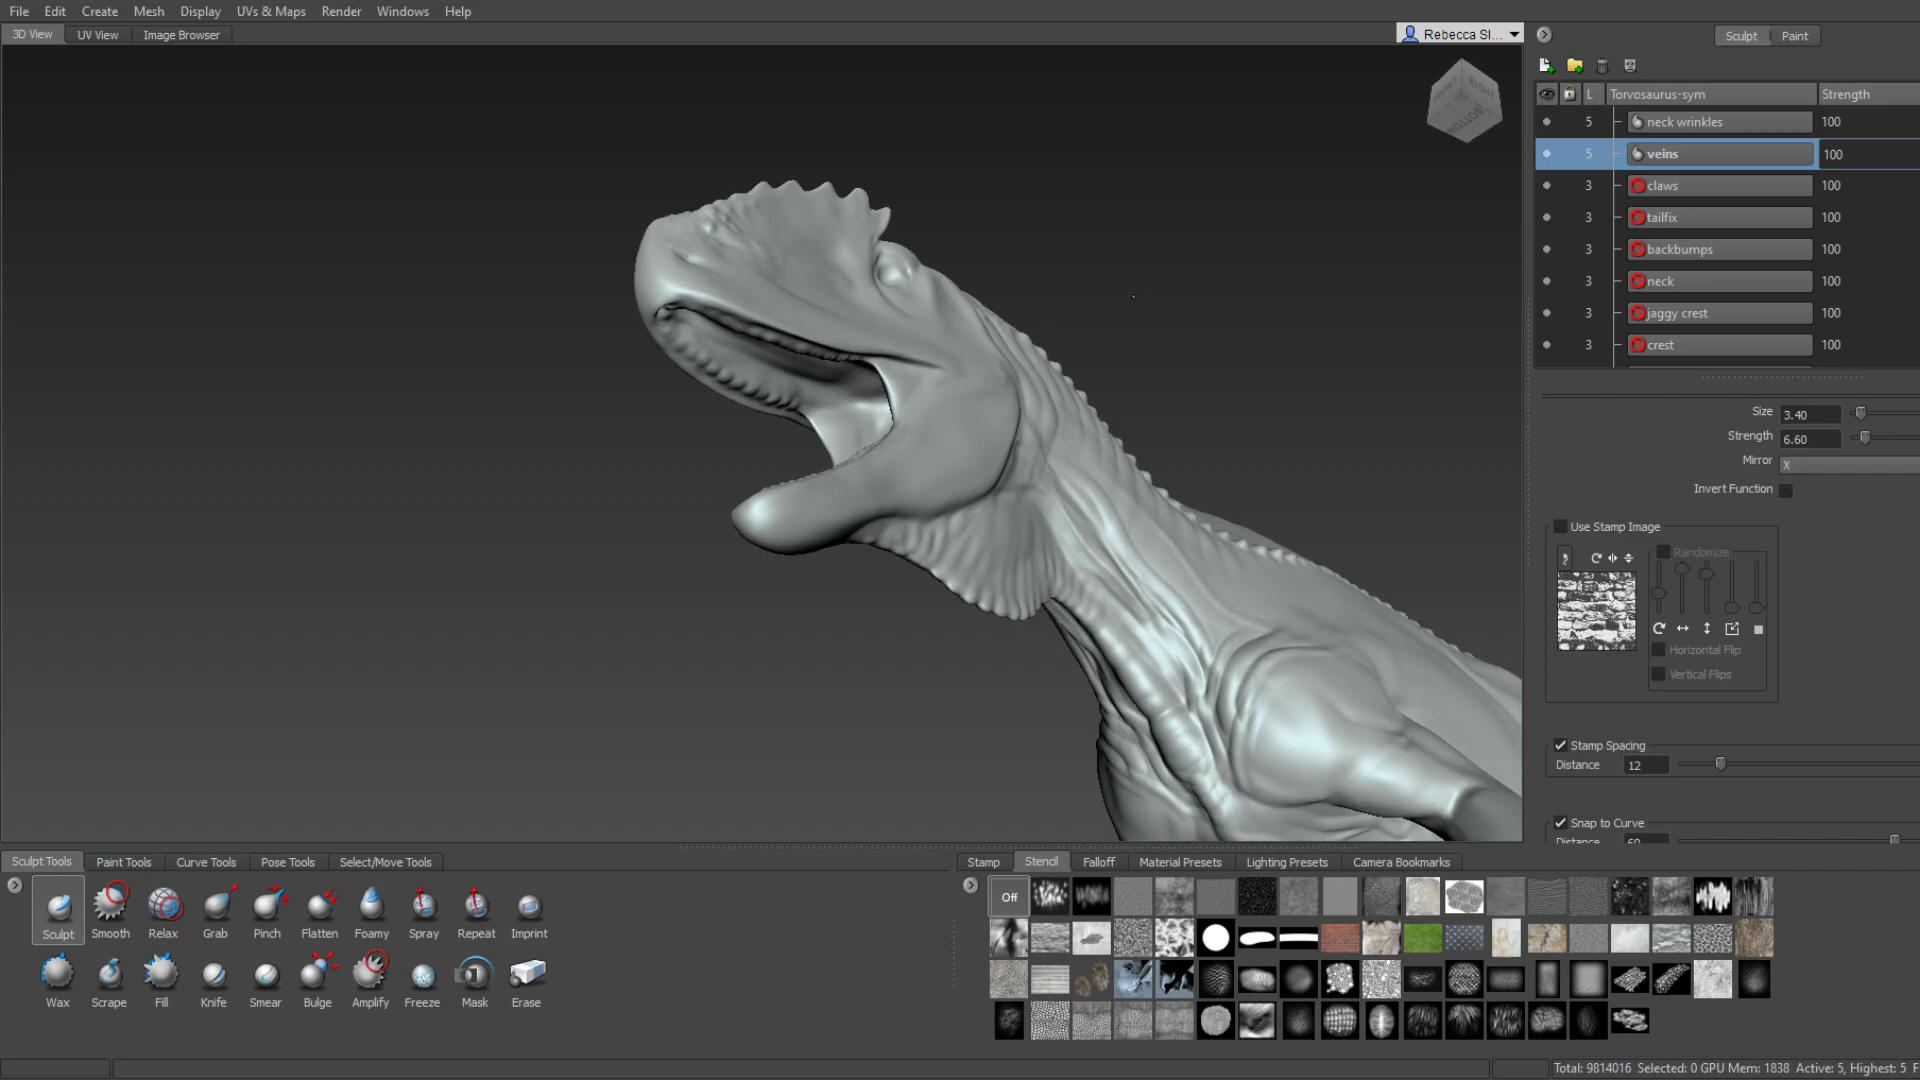 File Edit Create Mesh Display UVs & Maps Render Windows Help
3D View UV View Image Browser
Rebecca Sl...
Sculpt Paint
RIGHT
BOTTOM
L Torvosaurus-sym Strength
5 neck wrinkles 100
5 veins 100
3 claws 100
3 tailfix 100
3 backbumps 100
3 neck 100
3 jaggy crest 100
3 crest 100
Size 3.40
Strength 6.60
Mirror X
Invert Function
Use Stamp Image
Randomize
Horizontal Flip
Vertical Flips
Stamp Spacing
Distance 12
Snap to Curve
Distance 60
Sculpt Tools Paint Tools Curve Tools Pose Tools Select/Move Tools
Sculpt Smooth Relax Grab Pinch Flatten Foamy Spray Repeat Imprint
Wax Scrape Fill Knife Smear Bulge Amplify Freeze Mask Erase
Stamp Stencil Falloff Material Presets Lighting Presets Camera Bookmarks
Off
Total: 9814016 Selected: 0 GPU Mem: 1838 Active: 5, Highest: 5 F